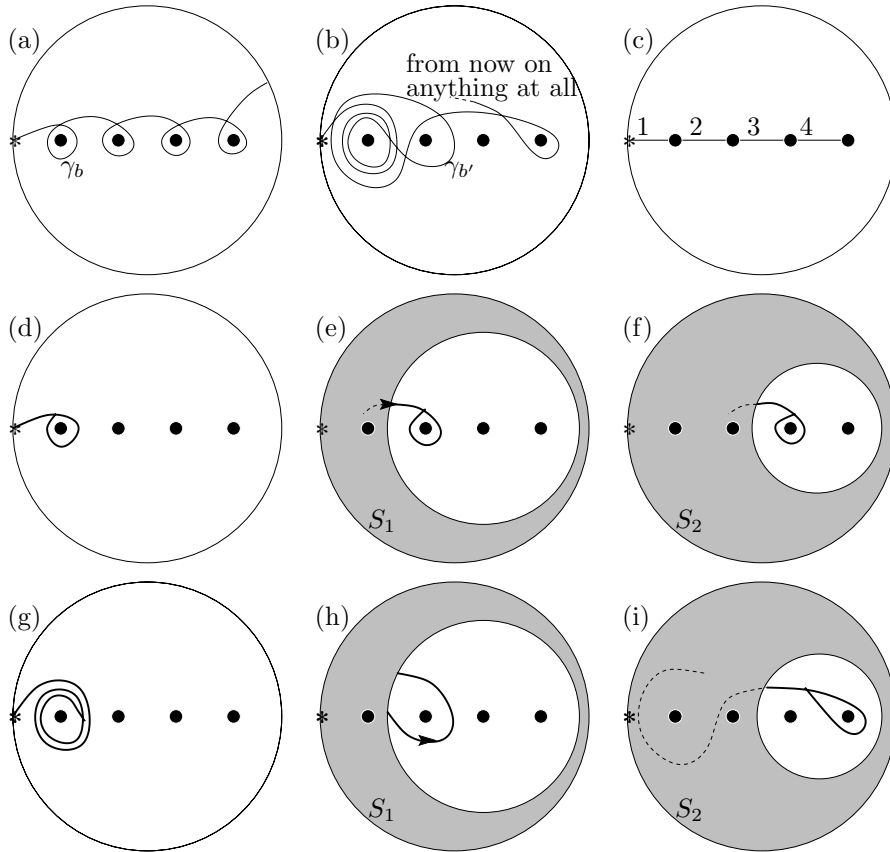 (a)
(b)
(c)
from now on
anything at all
* γ_b
* γ_{b'}
* 1 2 3 4
(d)
(e)
(f)
*
* S_1
* S_2
(g)
(h)
(i)
*
* S_1
* S_2